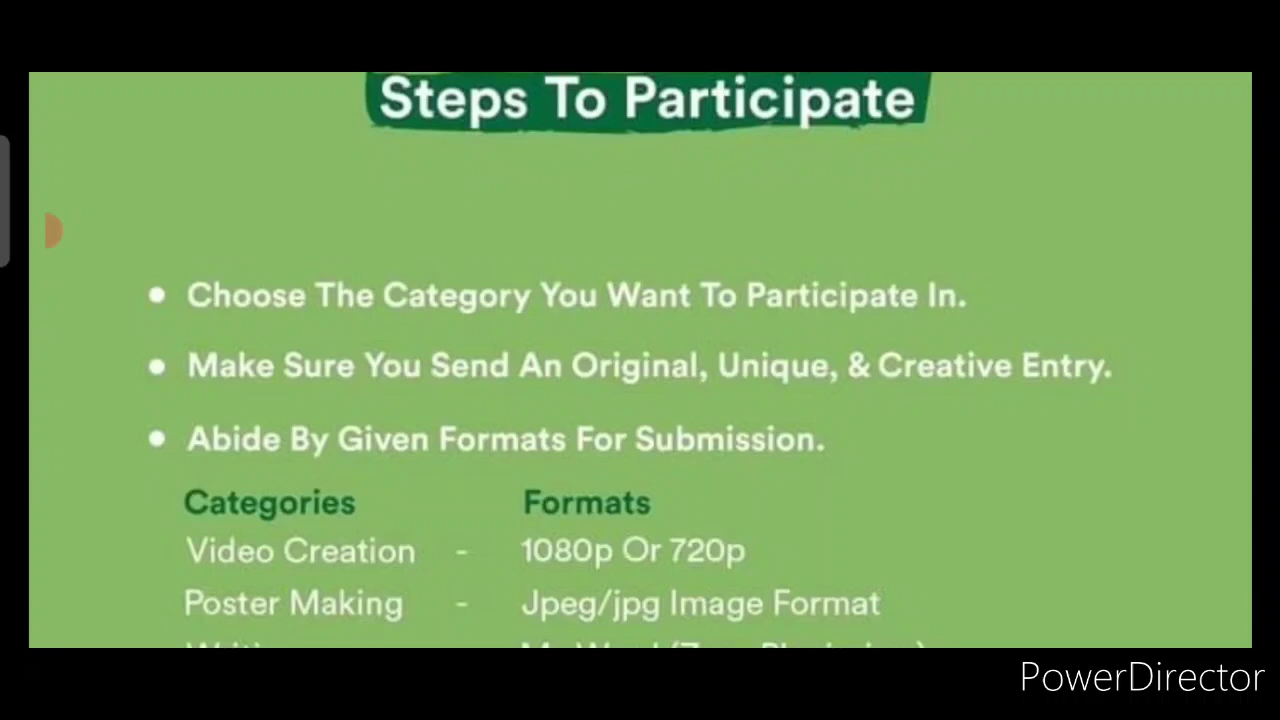 Steps To Participate
• Choose The Category You Want To Participate In.
• Make Sure You Send An Original, Unique, & Creative Entry.
• Abide By Given Formats For Submission.
Categories Formats
Video Creation - 1080p Or 720p
Poster Making - Jpeg/jpg Image Format
PowerDirector